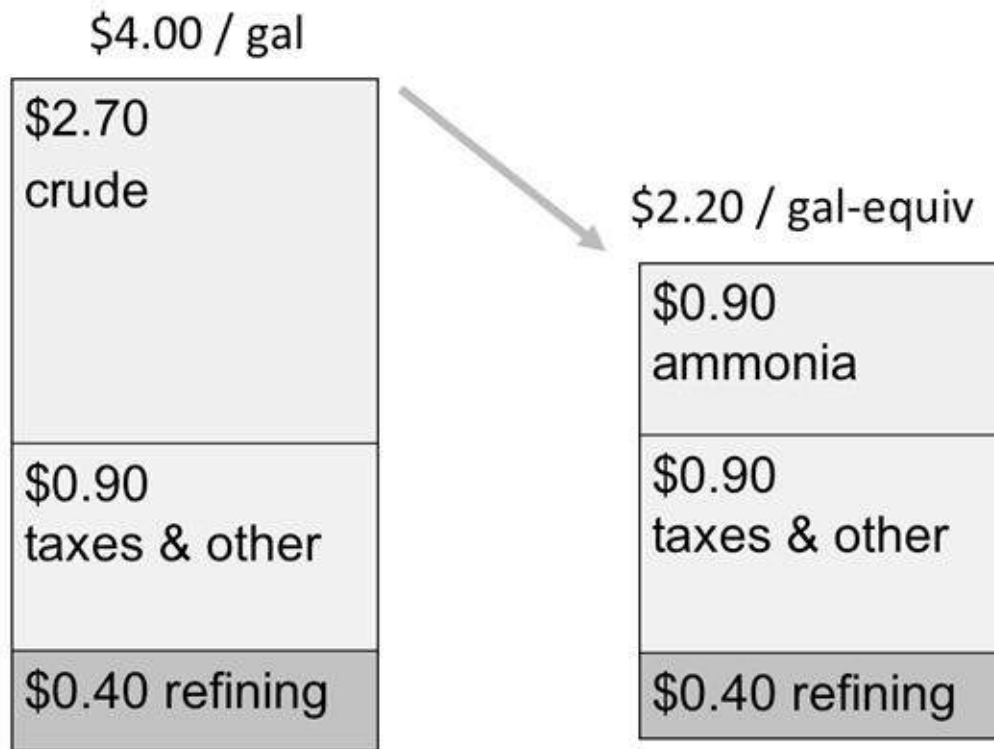 $4.00 / gal
$2.70
crude
$0.90
taxes & other
$0.40 refining
$2.20 / gal-equiv
$0.90
ammonia
$0.90
taxes & other
$0.40 refining